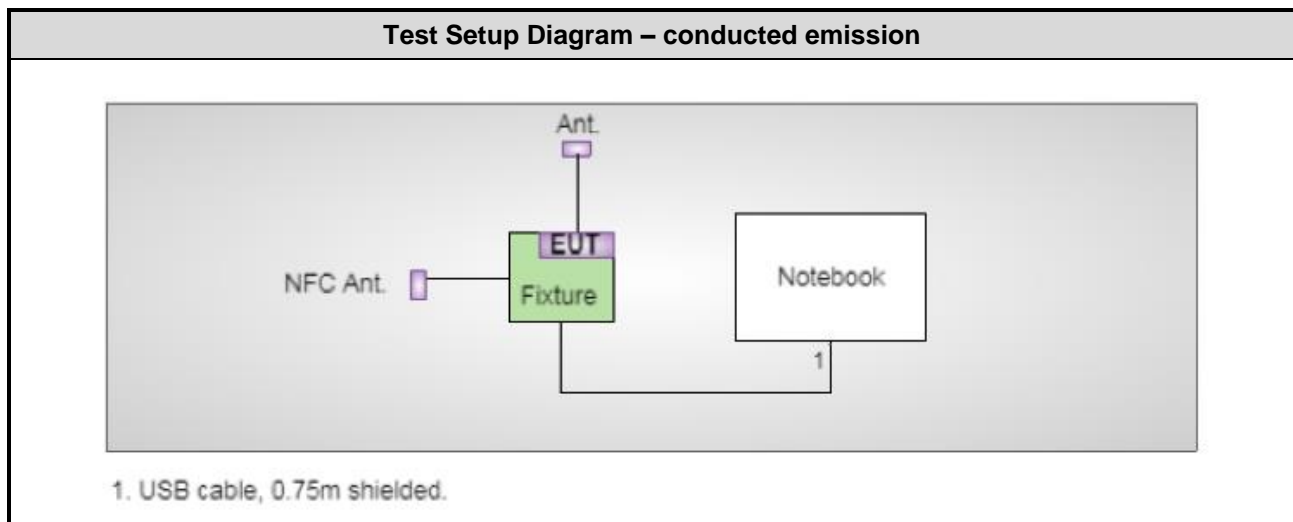 Test Setup Diagram – conducted emission
Ant.
EUT
NFC Ant.
Fixture
Notebook
1
1. USB cable, 0.75m shielded.